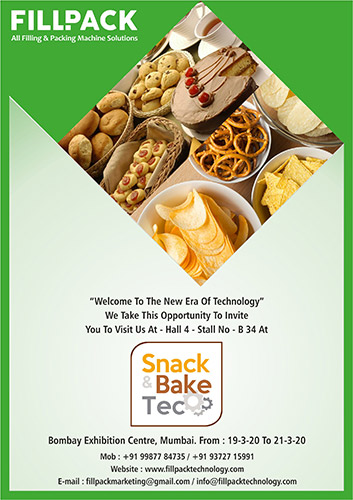 FILLPACK
All Filling & Packing Machine Solutions
“Welcome To The New Era Of Technology”
We Take This Opportunity To Invite
You To Visit Us At - Hall 4 - Stall No - B 34 At
Snack
& Bake
Tec
Bombay Exhibition Centre, Mumbai. From : 19-3-20 To 21-3-20
Mob : +91 99877 84735 / +91 93727 15991
Website : www.fillpacktechnology.com
E-mail : fillpackmarketing@gmail.com / info@fillpacktechnology.com